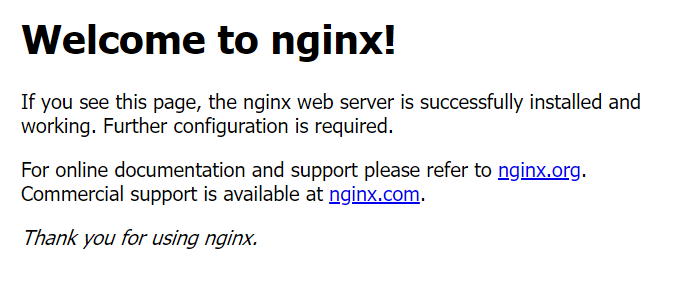 Welcome to nginx!
If you see this page, the nginx web server is successfully installed and
working. Further configuration is required.
For online documentation and support please refer to nginx.org.
Commercial support is available at nginx.com.
Thank you for using nginx.